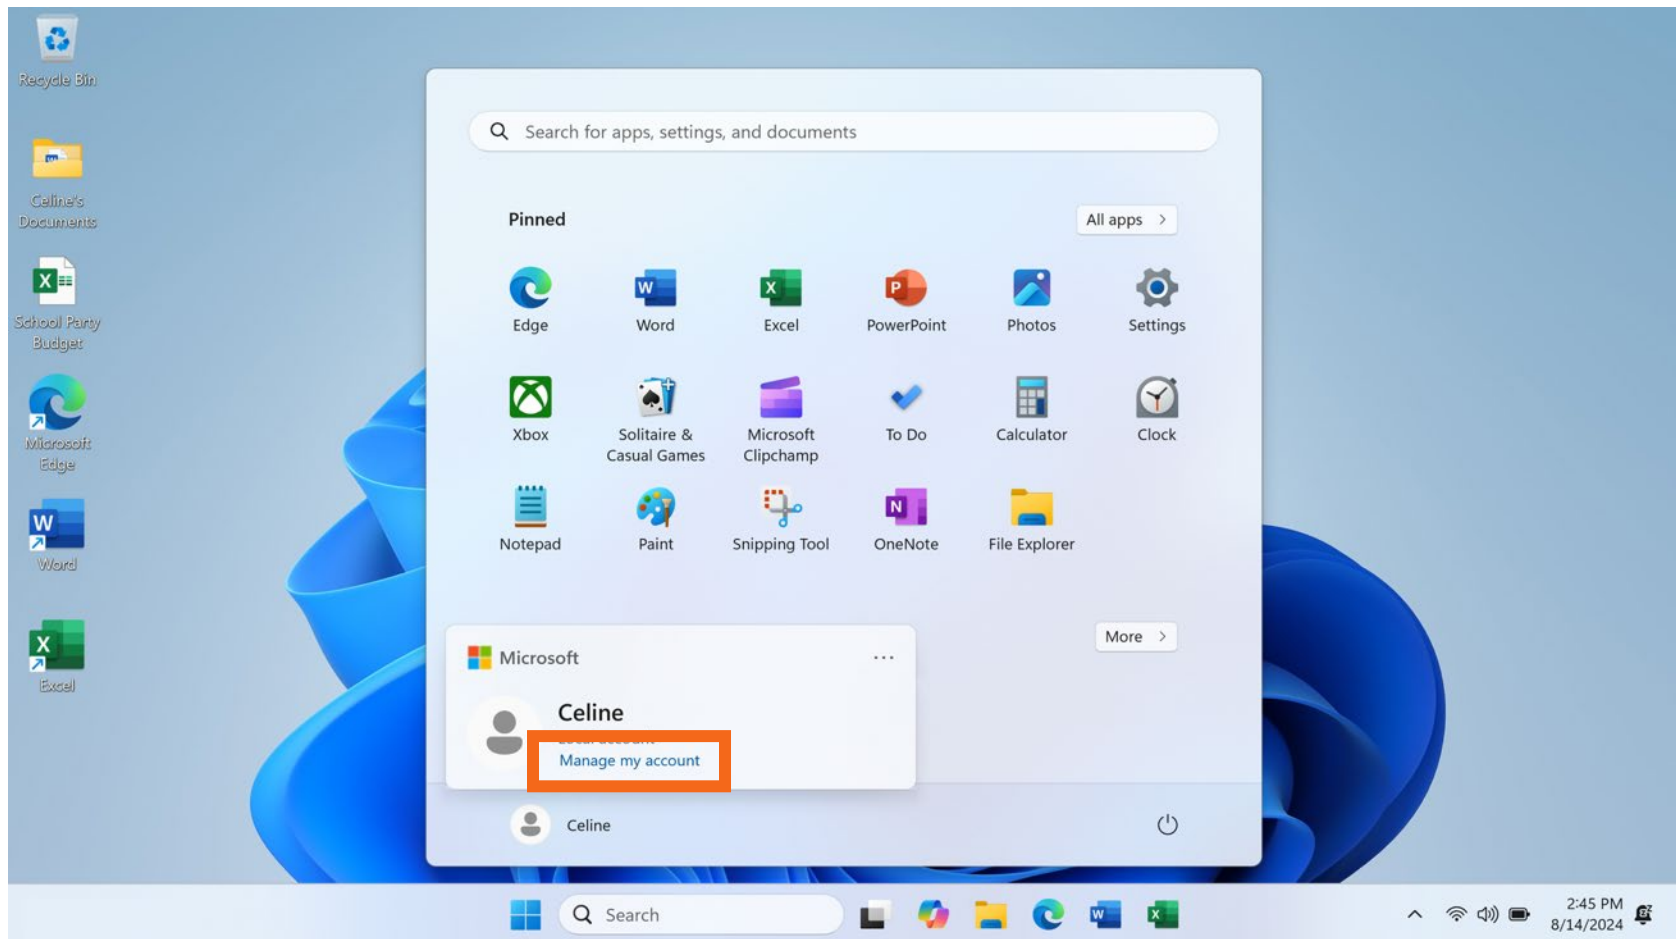 Recycle Bin
Celine's
Documents
School Party
Budget
Microsoft
Edge
Word
Excel
Search for apps, settings, and documents
Pinned
All apps
Edge
Word
Excel
PowerPoint
Photos
Settings
Xbox
Solitaire &
Casual Games
Microsoft
Clipchamp
To Do
Calculator
Clock
Notepad
Paint
Snipping Tool
OneNote
File Explorer
More
Microsoft
...
Celine
Local account
Manage my account
Celine
Search
2:45 PM
8/14/2024